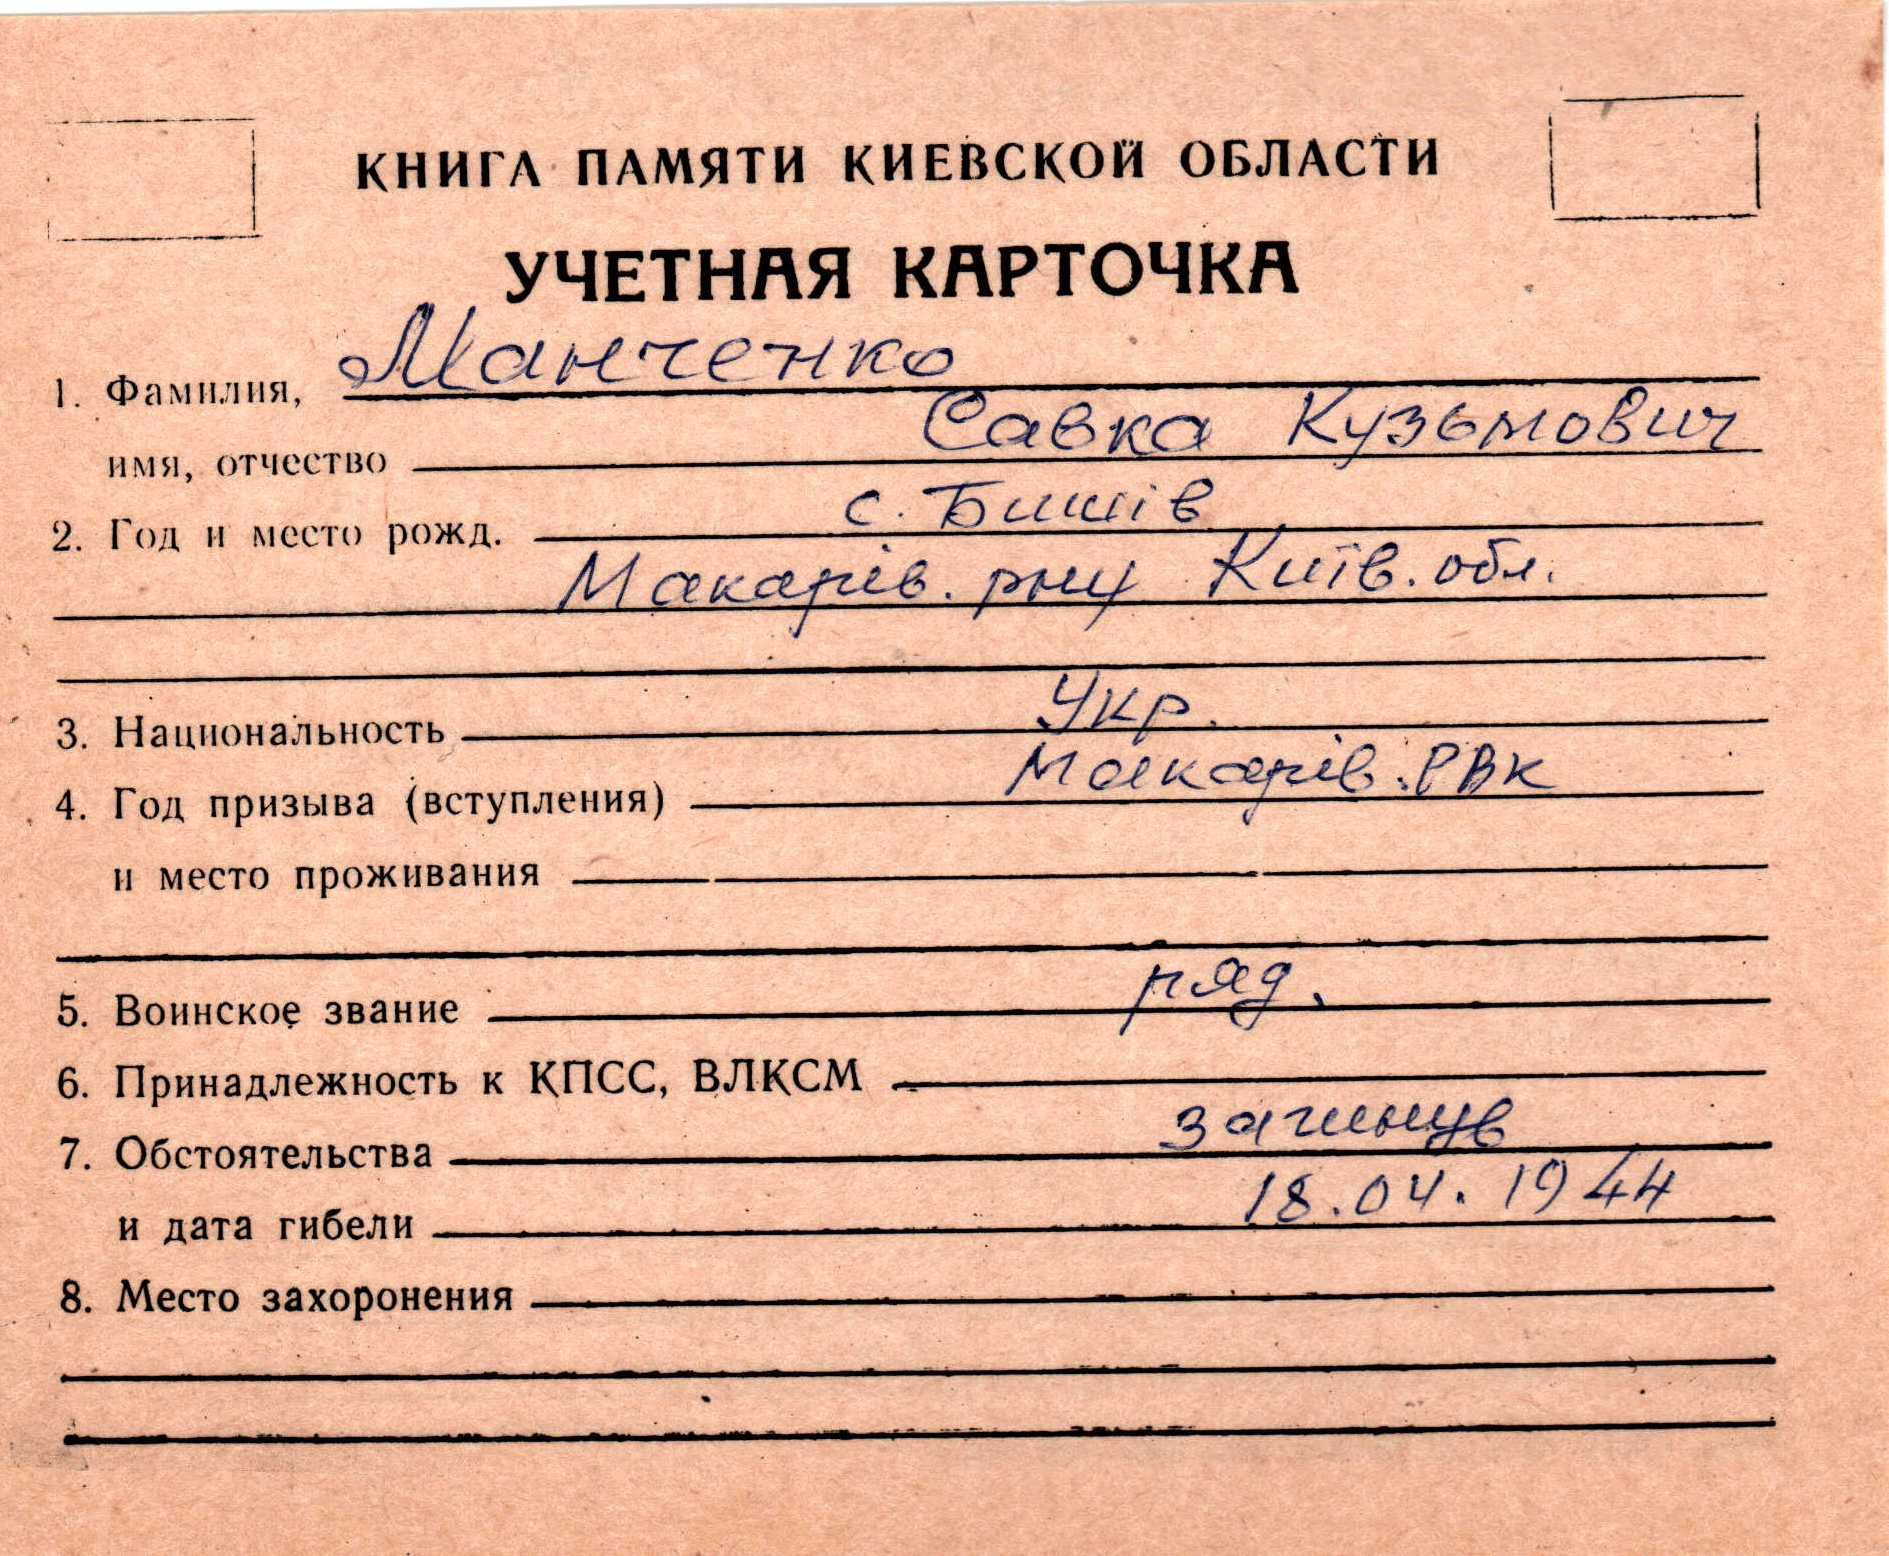 КНИГА ПАМЯТИ КИЕВСКОЙ ОБЛАСТИ
УЧЕТНАЯ КАРТОЧКА
1. Фамилия, Манченко
имя, отчество Савка Кузьмович
2. Год и место рожд. с. Бишів
Макарів. рну Київ. обл.
3. Национальность Укр.
4. Год призыва (вступления) Макарів. РВК
и место проживания
5. Воинское звание ряд.
6. Принадлежность к КПСС, ВЛКСМ
7. Обстоятельства загинув
и дата гибели 18.04.1944
8. Место захоронения